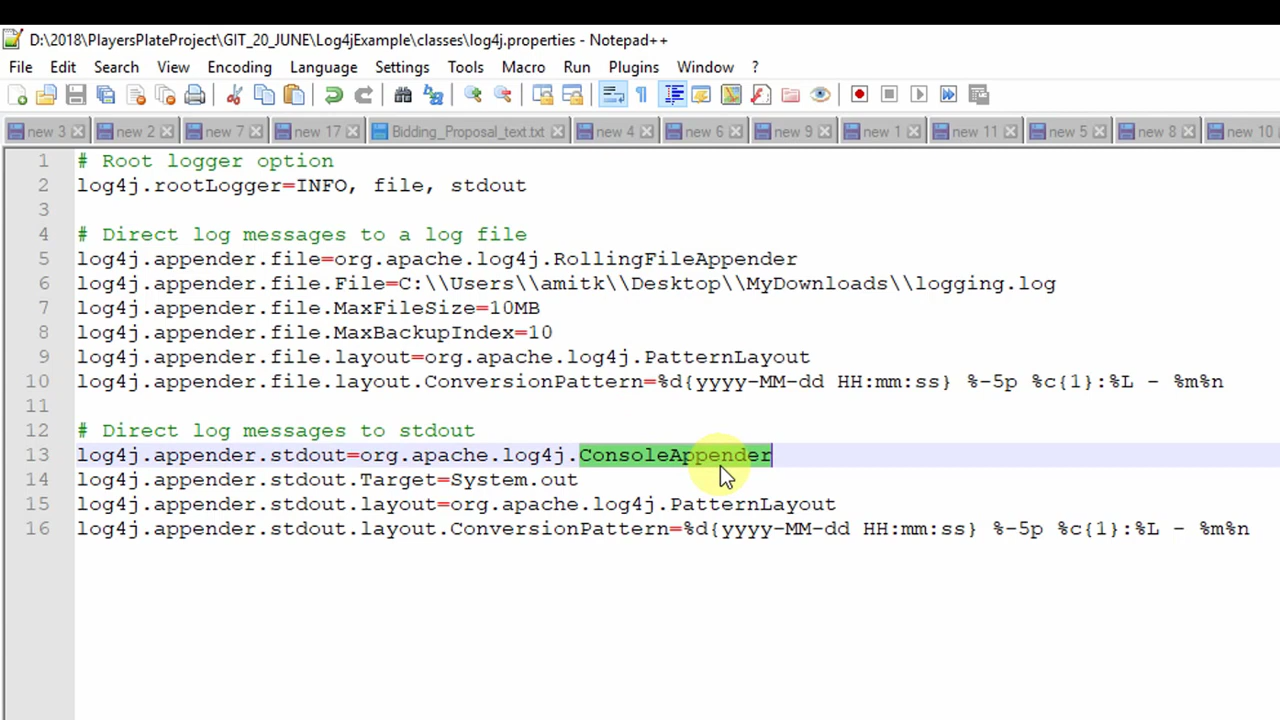 D:\2018\PlayersPlateProject\GIT_20_JUNE\Log4jExample\classes\log4j.properties - Notepad++
File Edit Search View Encoding Language Settings Tools Macro Run Plugins Window ?
new 3 new 2 new 7 new 17 Bidding_Proposal_text.txt new 4 new 6 new 9 new 1 new 11 new 5 new 8 new 10
1 # Root logger option
2 log4j.rootLogger=INFO, file, stdout
3
4 # Direct log messages to a log file
5 log4j.appender.file=org.apache.log4j.RollingFileAppender
6 log4j.appender.file.File=C:\\Users\\amitk\\Desktop\\MyDownloads\\logging.log
7 log4j.appender.file.MaxFileSize=10MB
8 log4j.appender.file.MaxBackupIndex=10
9 log4j.appender.file.layout=org.apache.log4j.PatternLayout
10 log4j.appender.file.layout.ConversionPattern=%d{yyyy-MM-dd HH:mm:ss} %-5p %c{1}:%L - %m%n
11
12 # Direct log messages to stdout
13 log4j.appender.stdout=org.apache.log4j.ConsoleAppender
14 log4j.appender.stdout.Target=System.out
15 log4j.appender.stdout.layout=org.apache.log4j.PatternLayout
16 log4j.appender.stdout.layout.ConversionPattern=%d{yyyy-MM-dd HH:mm:ss} %-5p %c{1}:%L - %m%n